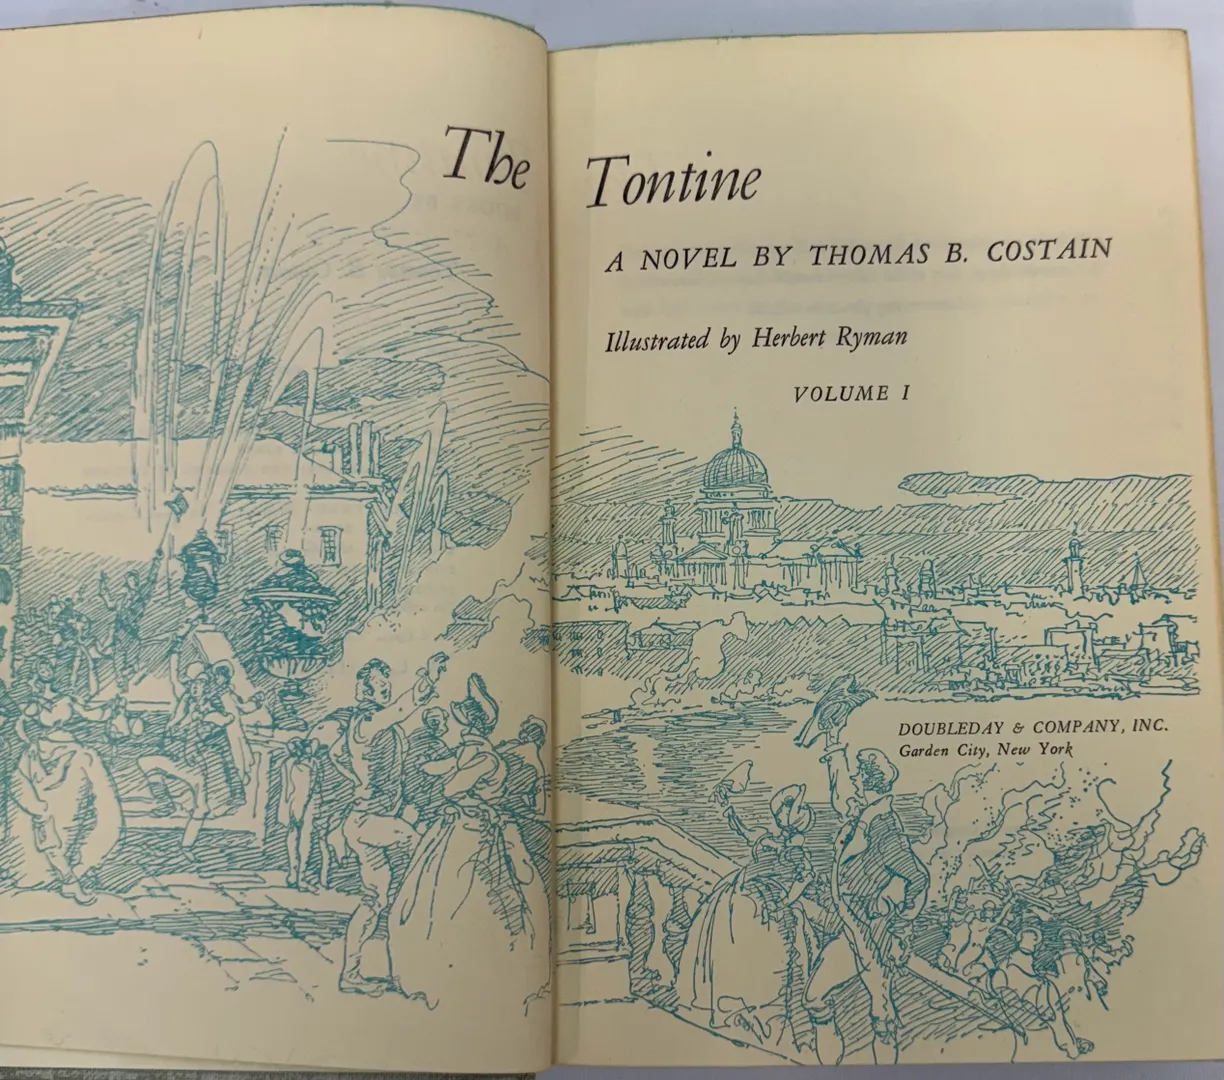 The Tontine
A NOVEL BY THOMAS B. COSTAIN
Illustrated by Herbert Ryman
VOLUME I
DOUBLEDAY & COMPANY, INC.
Garden City, New York